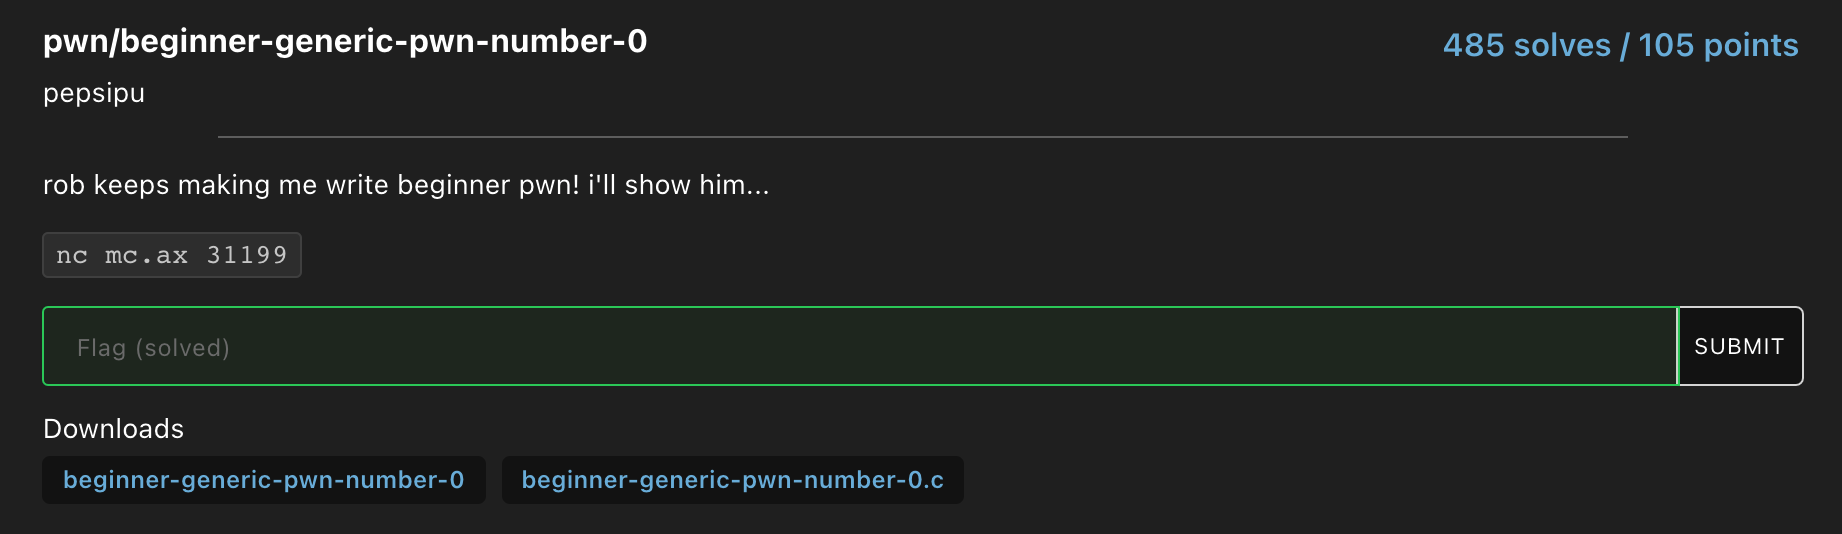 pwn/beginner-generic-pwn-number-0
485 solves / 105 points
pepsipu
rob keeps making me write beginner pwn! i'll show him...
nc mc.ax 31199
Flag (solved)
SUBMIT
Downloads
beginner-generic-pwn-number-0
beginner-generic-pwn-number-0.c